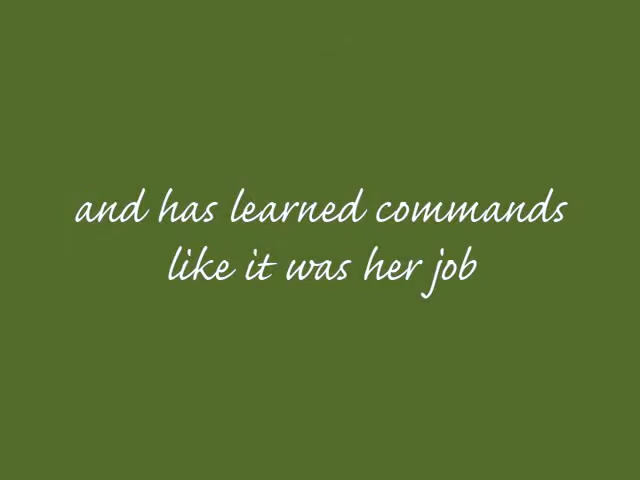 and has learned commands
like it was her job